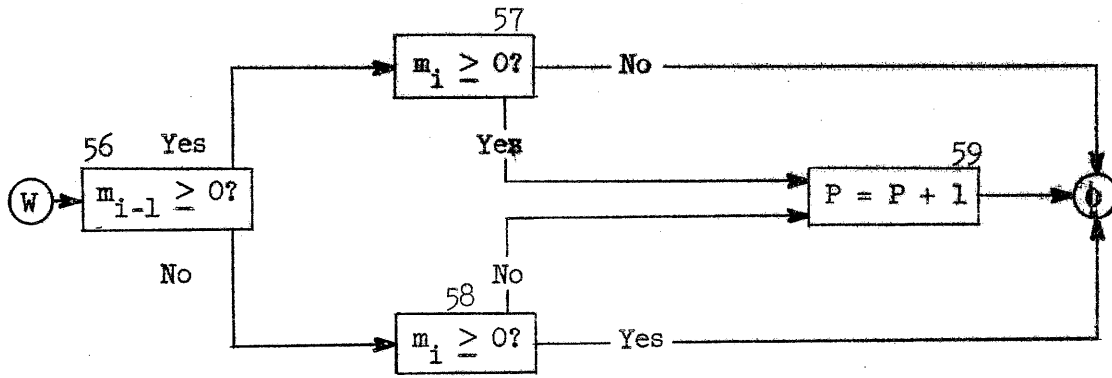 57
m_i ≥ 0?
No
56
Yes
Yes
59
W
m_{i-1} ≥ 0?
P = P + 1
No
No
58
m_i ≥ 0?
Yes